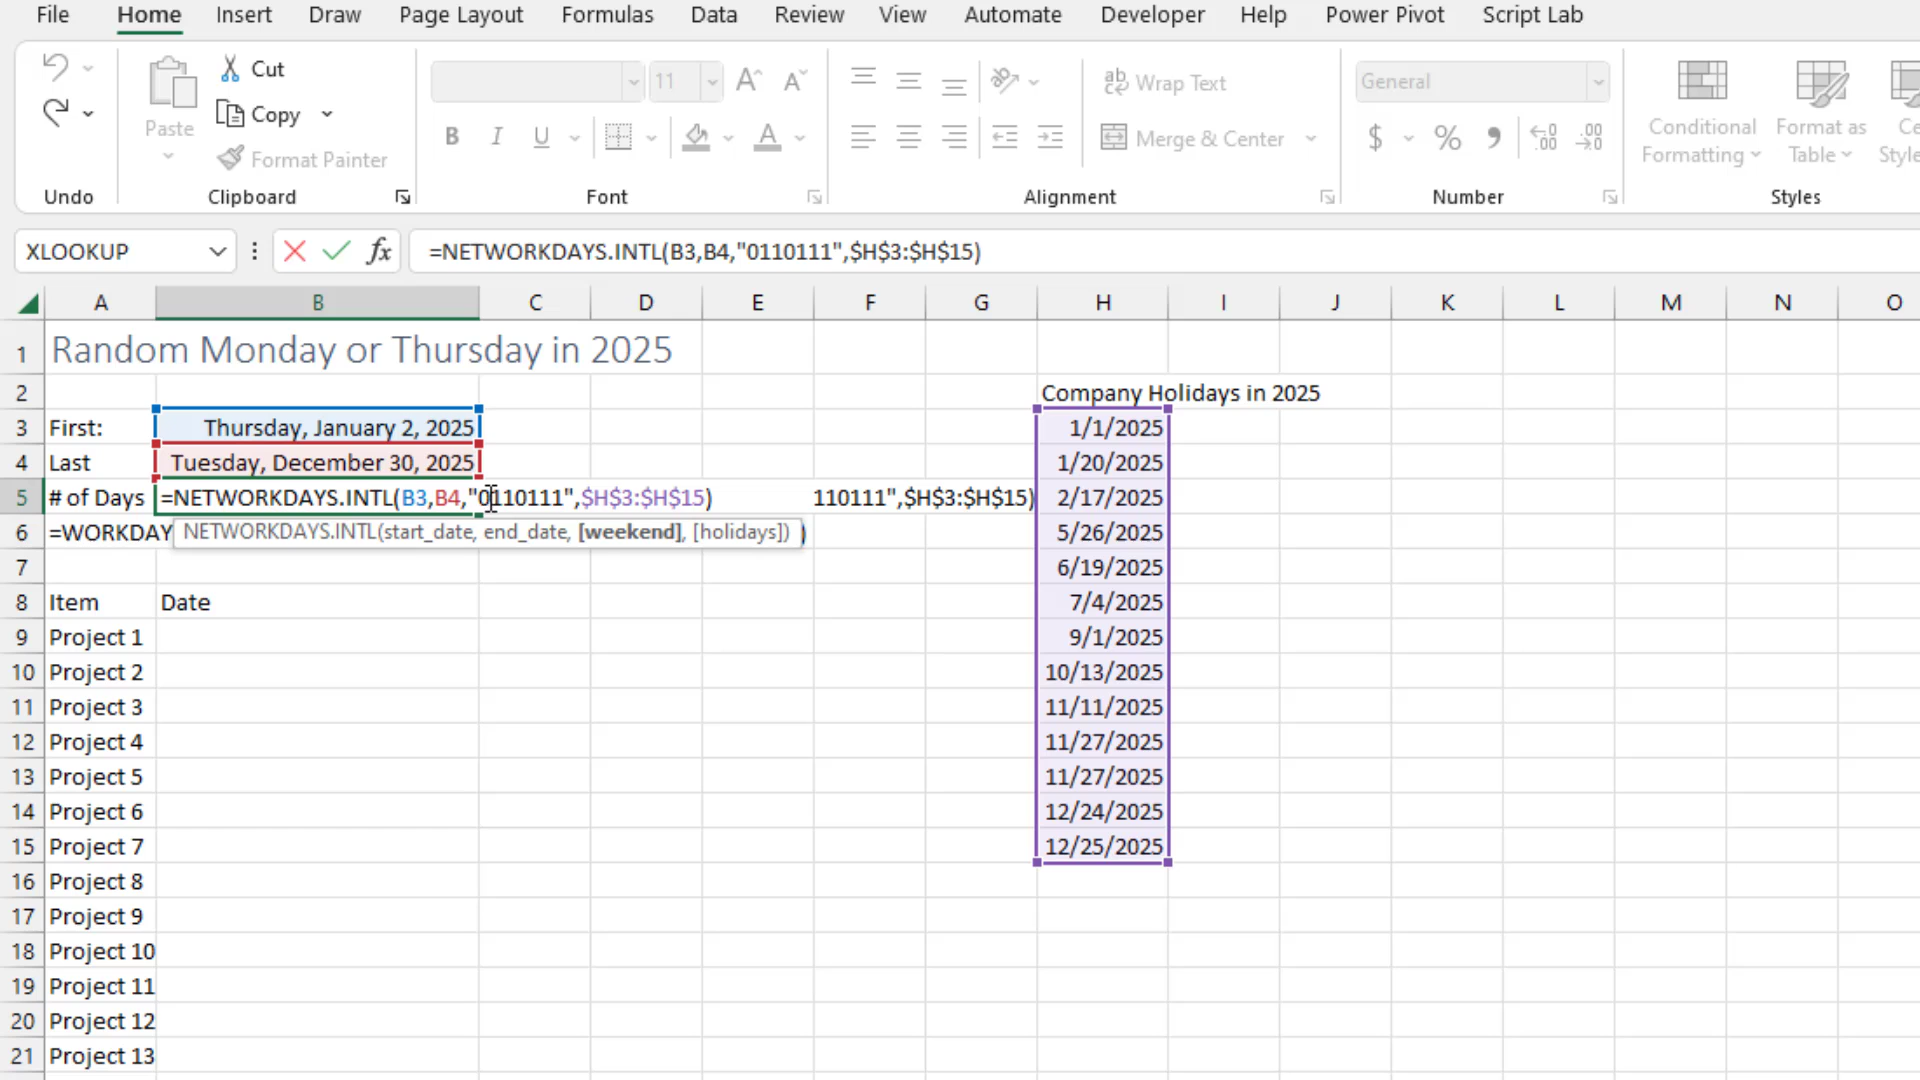 File Home Insert Draw Page Layout Formulas Data Review View Automate Developer Help Power Pivot Script Lab
Cut
11
Wrap Text
General
Paste
Copy
B I U
Merge & Center
$ % 9
Conditional Formatting
Format as Table
Format Painter
Undo Clipboard Font Alignment Number Styles
XLOOKUP
fx
=NETWORKDAYS.INTL(B3,B4,"0110111",$H$3:$H$15)
A B C D E F G H I J K L M N O
1 Random Monday or Thursday in 2025
2 Company Holidays in 2025
3 First: Thursday, January 2, 2025 1/1/2025
4 Last Tuesday, December 30, 2025 1/20/2025
5 # of Days =NETWORKDAYS.INTL(B3,B4,"0110111",$H$3:$H$15) 110111",$H$3:$H$15) 2/17/2025
6 =WORKDAY NETWORKDAYS.INTL(start_date, end_date, [weekend], [holidays]) ) 5/26/2025
7 6/19/2025
8 Item Date 7/4/2025
9 Project 1 9/1/2025
10 Project 2 10/13/2025
11 Project 3 11/11/2025
12 Project 4 11/27/2025
13 Project 5 11/27/2025
14 Project 6 12/24/2025
15 Project 7 12/25/2025
16 Project 8
17 Project 9
18 Project 10
19 Project 11
20 Project 12
21 Project 13